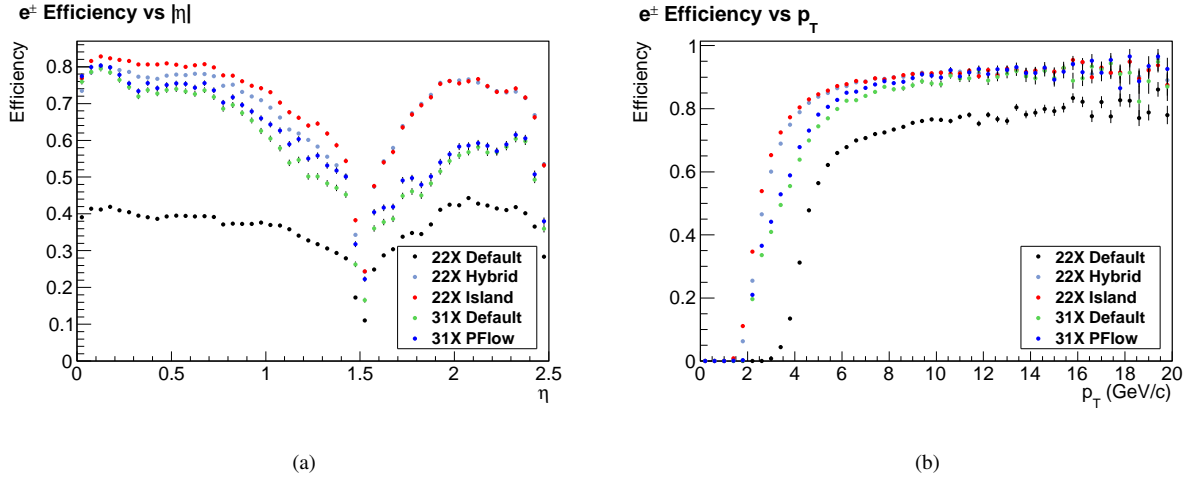 e± Efficiency vs |η|
Efficiency
0.8
0.7
0.6
0.5
0.4
0.3
0.2
0.1
0
0
0.5
1
1.5
2
2.5
η
22X Default
22X Hybrid
22X Island
31X Default
31X PFlow
(a)
e± Efficiency vs p_T
Efficiency
1
0.8
0.6
0.4
0.2
0
0
2
4
6
8
10
12
14
16
18
20
p_T (GeV/c)
22X Default
22X Hybrid
22X Island
31X Default
31X PFlow
(b)